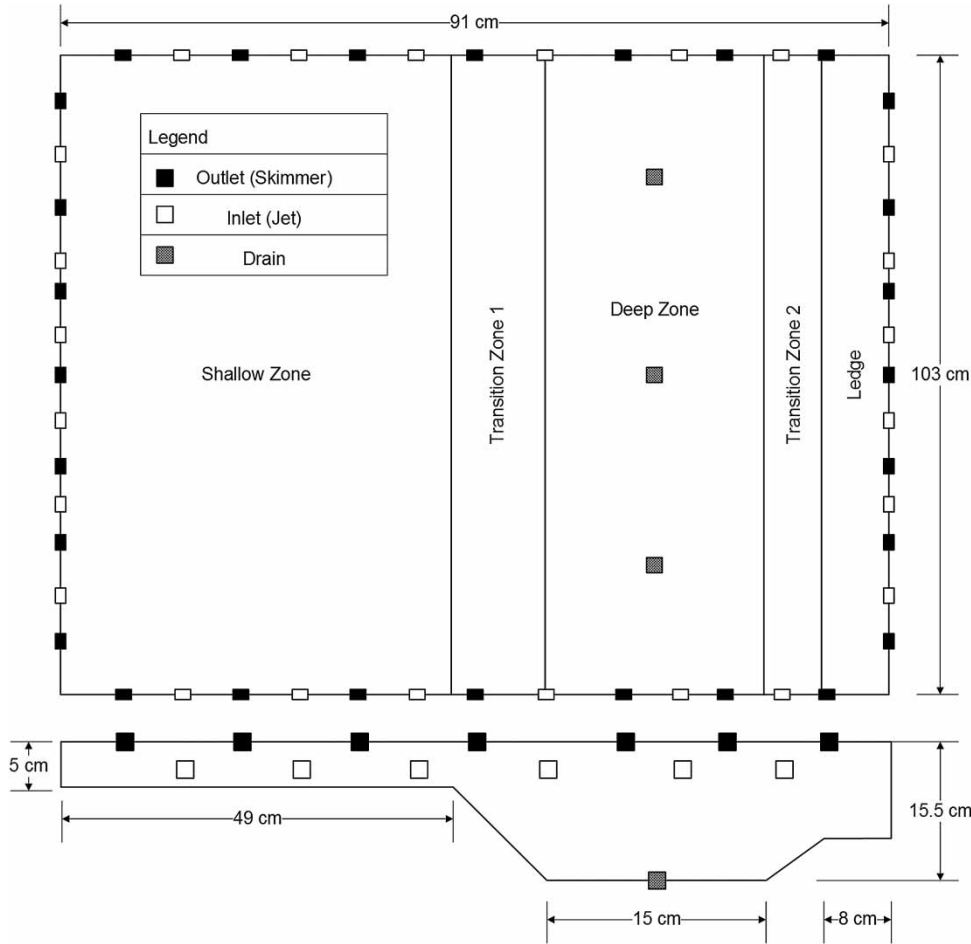 91 cm
Legend
Outlet (Skimmer)
Inlet (Jet)
Drain
Shallow Zone
Transition Zone 1
Deep Zone
Transition Zone 2
Ledge
103 cm
5 cm
49 cm
15.5 cm
15 cm
8 cm